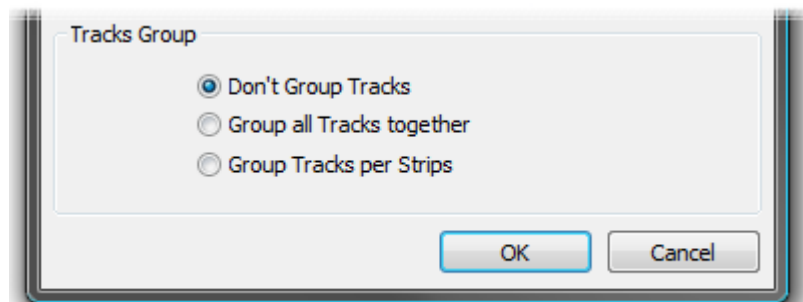 Tracks Group
Don't Group Tracks
Group all Tracks together
Group Tracks per Strips
OK
Cancel